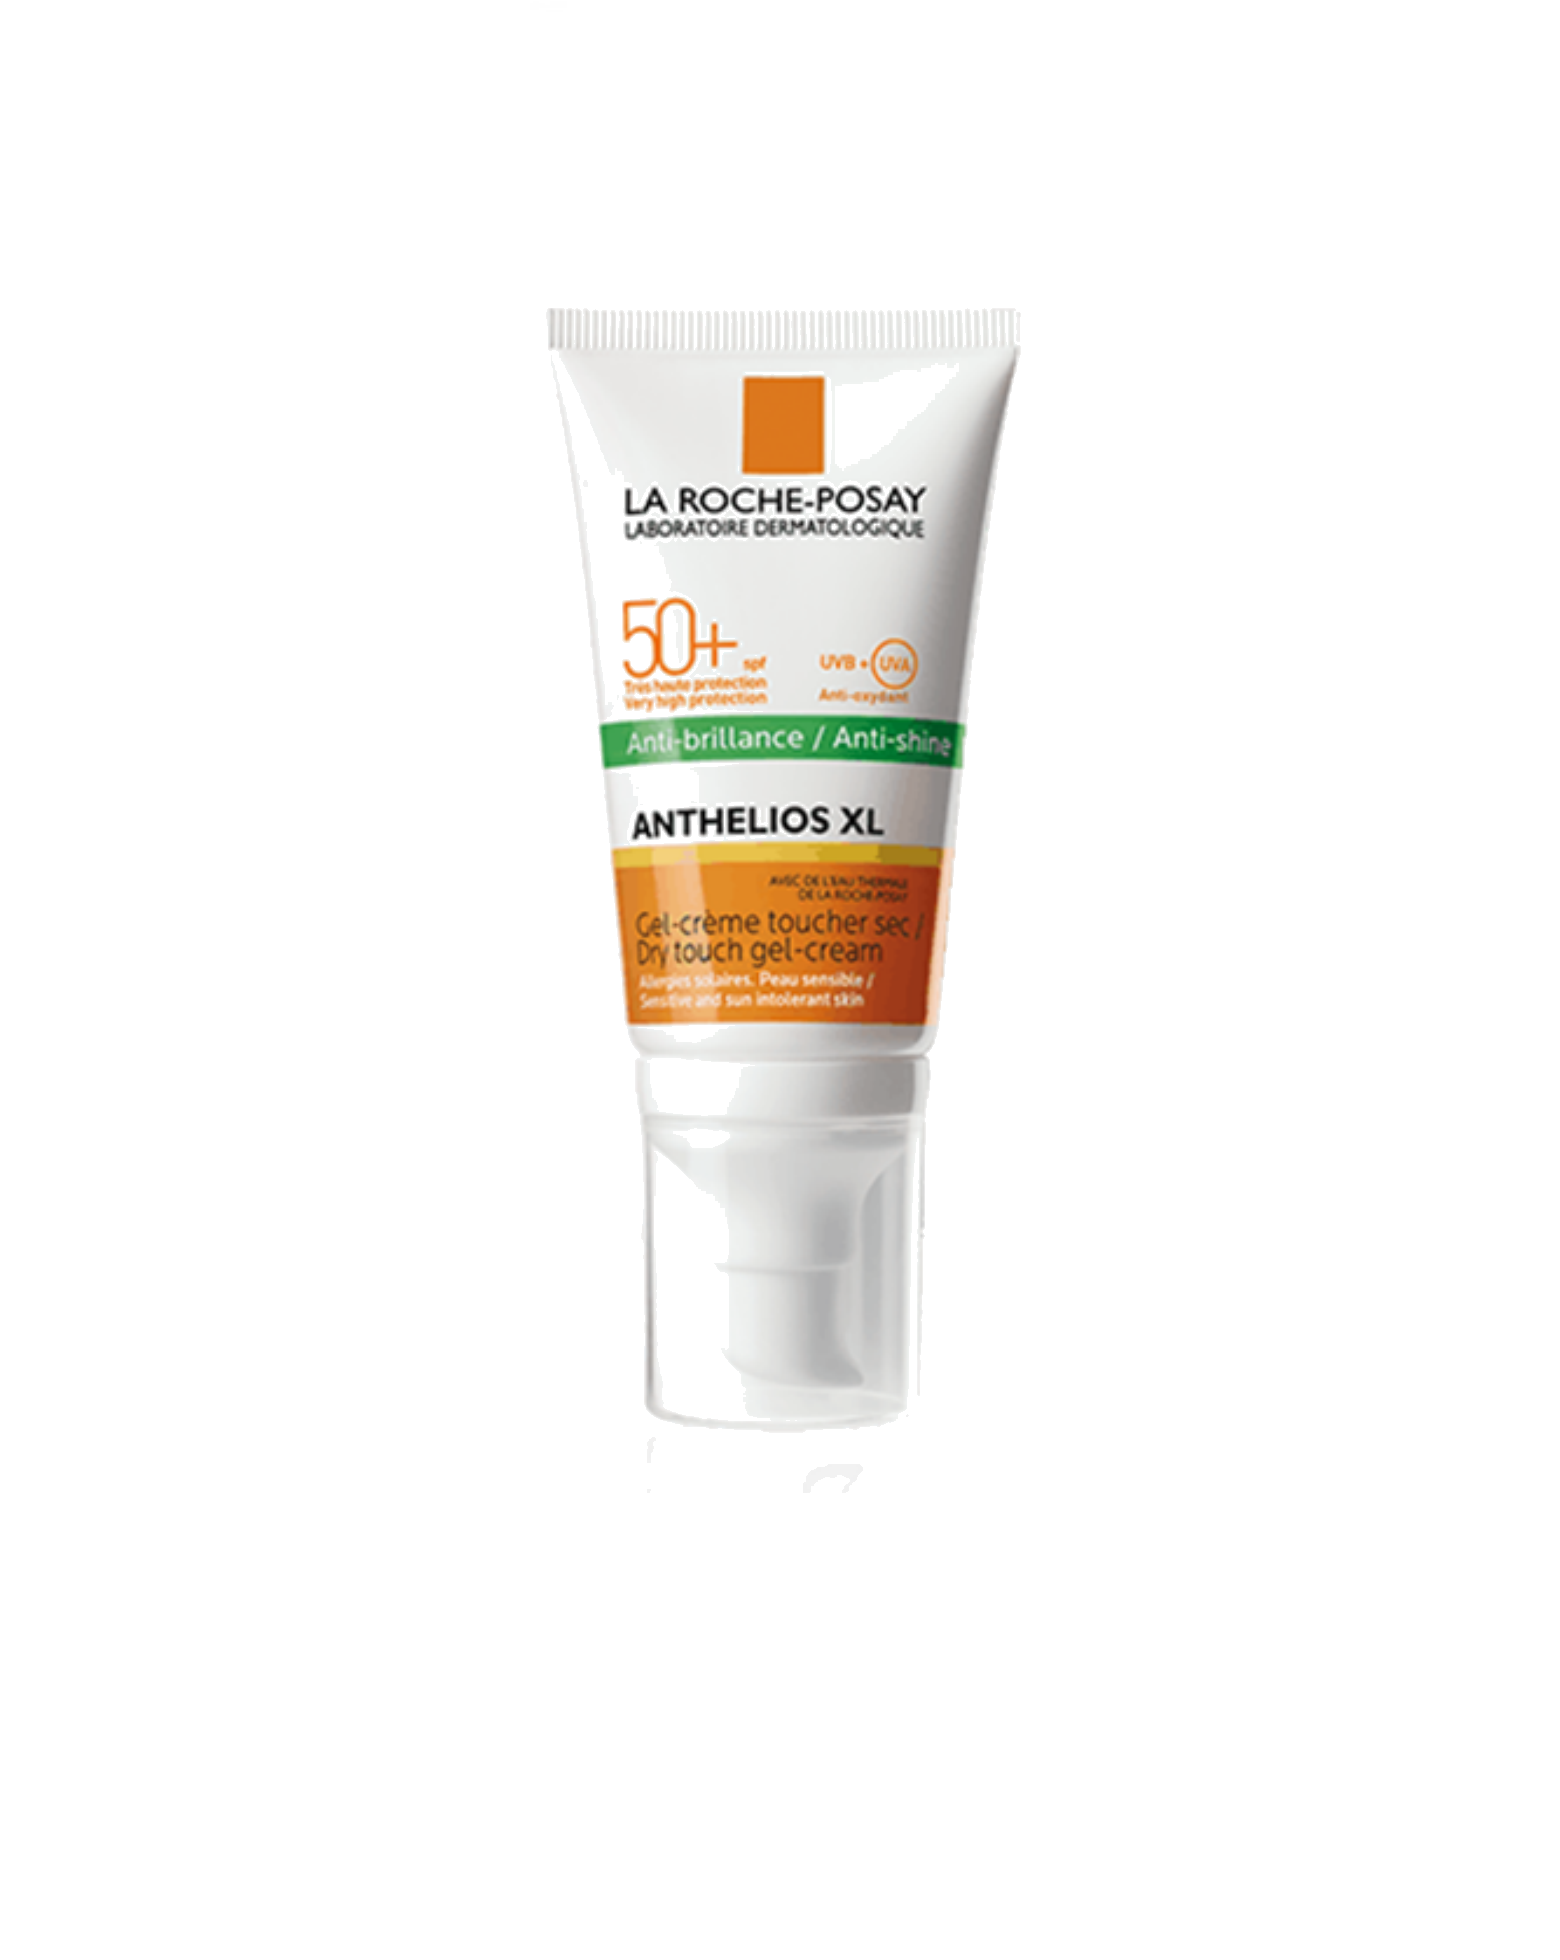 LA ROCHE-POSAY
LABORATOIRE DERMATOLOGIQUE
50+ spf
Très haute protection
Very high protection
UVB + UVA
Anti-oxydant
Anti-brillance / Anti-shine
ANTHELIOS XL
AVEC DE L'EAU THERMALE
DE LA ROCHE-POSAY
Gel-crème toucher sec /
Dry touch gel-cream
Allergies solaires. Peau sensible /
Sensitive and sun intolerant skin